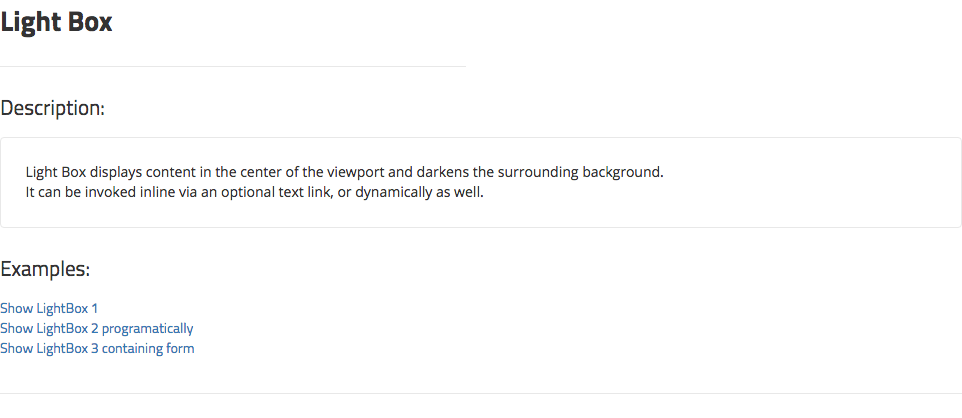 Light Box
Description:
Light Box displays content in the center of the viewport and darkens the surrounding background.
It can be invoked inline via an optional text link, or dynamically as well.
Examples:
Show LightBox 1
Show LightBox 2 programatically
Show LightBox 3 containing form